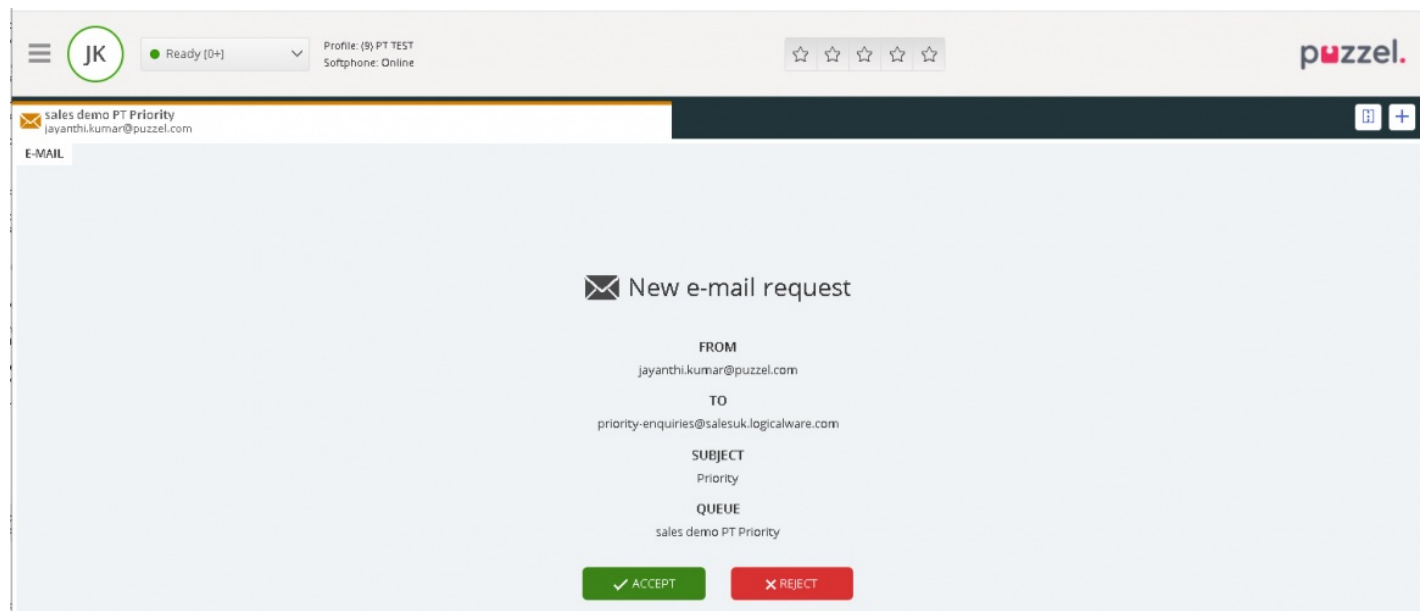 JK
Ready [0+]
Profile: (9) PT TEST
Softphone: Online
puzzel.
sales demo PT Priority
jayanthi.kumar@puzzel.com
E-MAIL
New e-mail request
FROM
jayanthi.kumar@puzzel.com
TO
priority-enquiries@salesuk.logicalware.com
SUBJECT
Priority
QUEUE
sales demo PT Priority
ACCEPT
REJECT